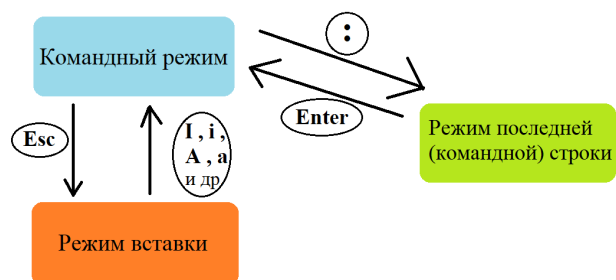 Командный режим
:
Enter
Esc
I , i ,
A , a
и др
Режим последней
(командной) строки
Режим вставки